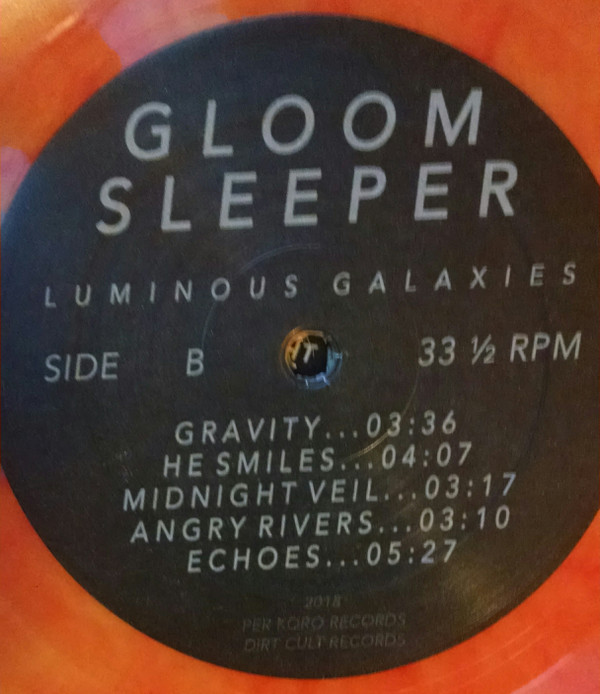 GLOOM
SLEEPER
LUMINOUS GALAXIES
SIDE B 33 ½ RPM
GRAVITY...03:36
HE SMILES...04:07
MIDNIGHT VEIL...03:17
ANGRY RIVERS...03:10
ECHOES...05:27
2018
PER KORO RECORDS
DIRT CULT RECORDS